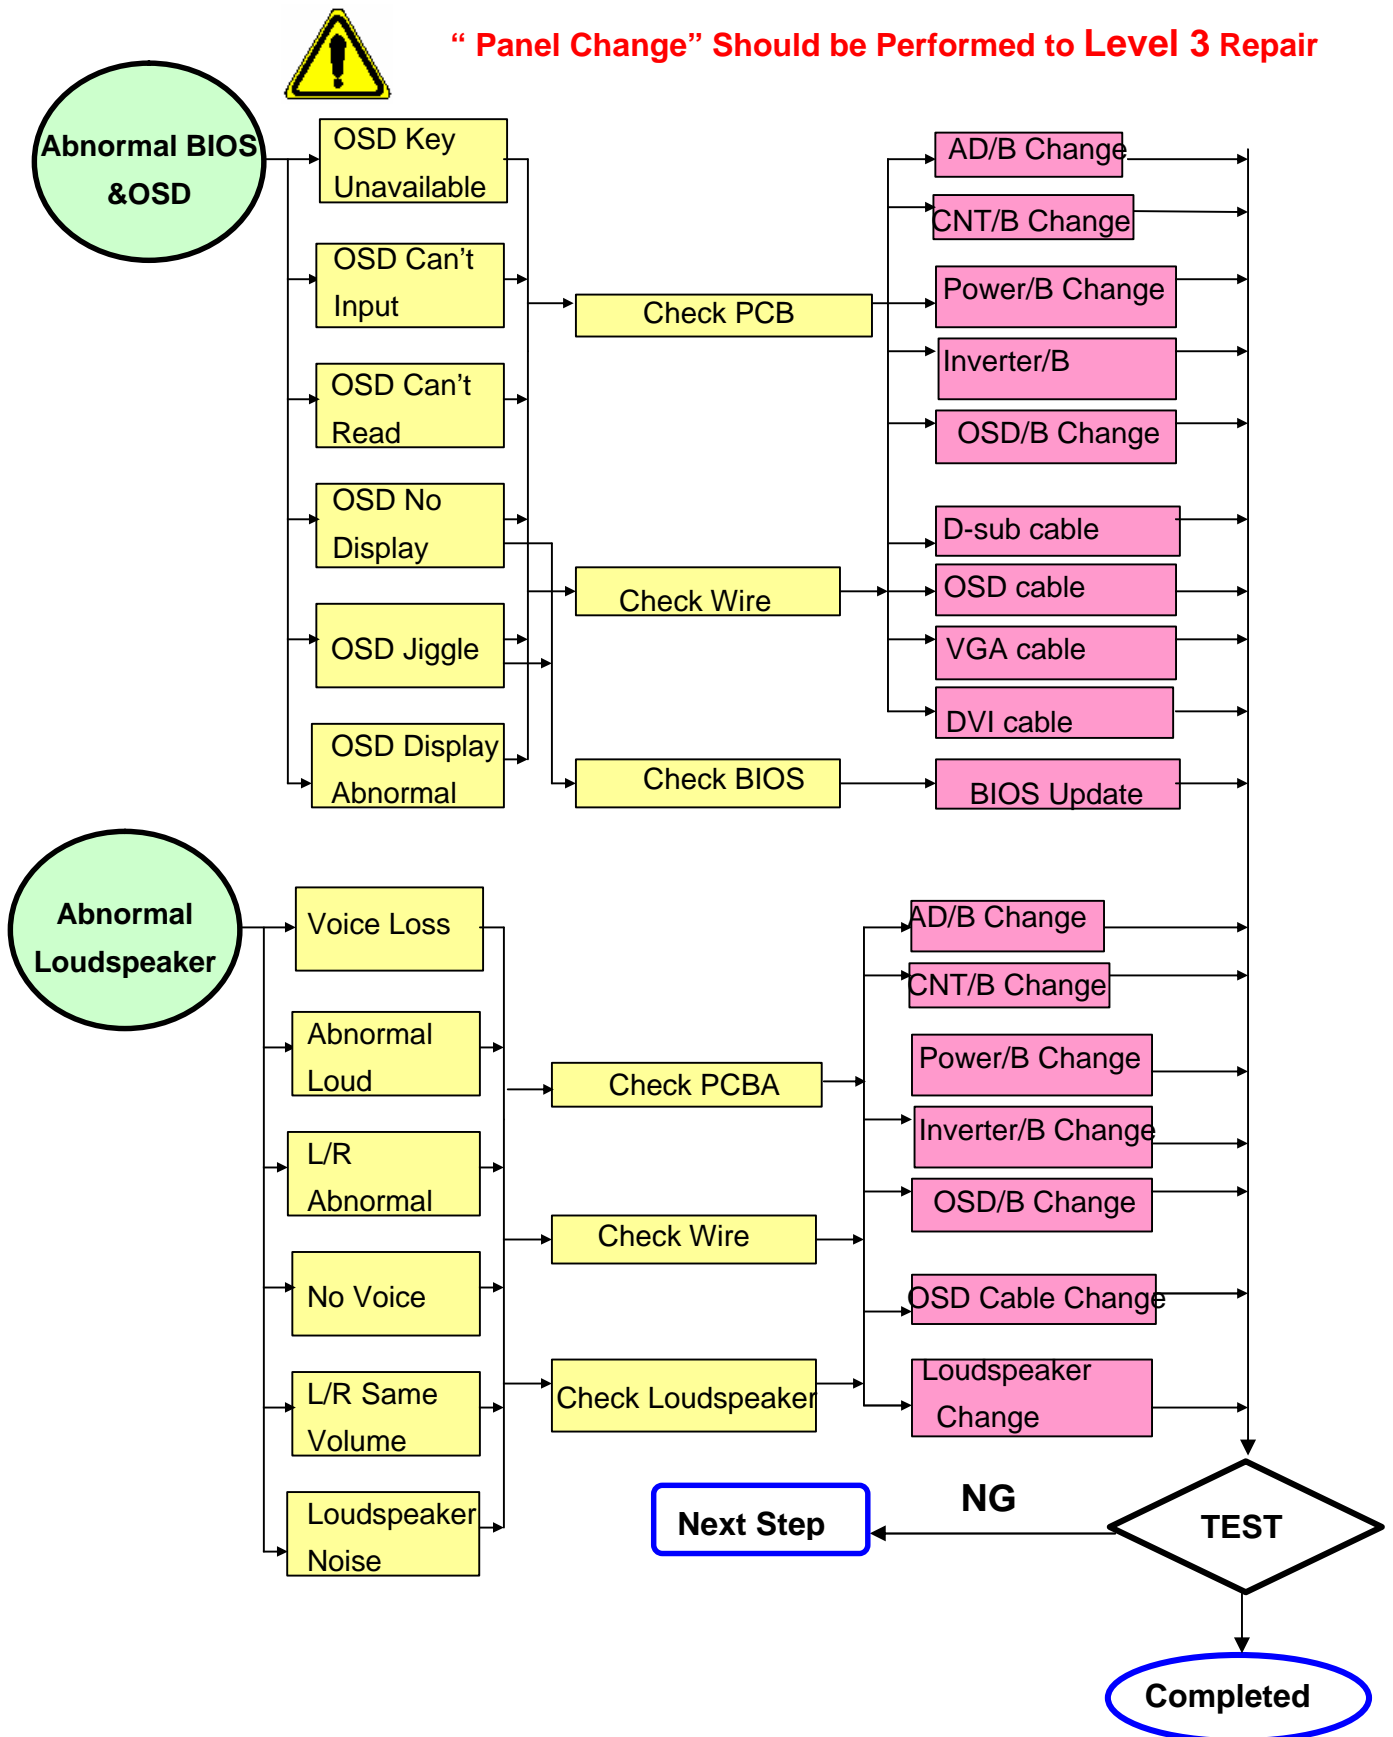 “ Panel Change” Should be Performed to Level 3 Repair
Abnormal BIOS
&OSD
OSD Key
Unavailable
OSD Can’t
Input
OSD Can’t
Read
OSD No
Display
OSD Jiggle
OSD Display
Abnormal
Check PCB
Check Wire
Check BIOS
AD/B Change
CNT/B Change
Power/B Change
Inverter/B
OSD/B Change
D-sub cable
OSD cable
VGA cable
DVI cable
BIOS Update
Abnormal
Loudspeaker
Voice Loss
Abnormal
Loud
L/R
Abnormal
No Voice
L/R Same
Volume
Loudspeaker
Noise
Check PCBA
Check Wire
Check Loudspeaker
AD/B Change
CNT/B Change
Power/B Change
Inverter/B Change
OSD/B Change
OSD Cable Change
Loudspeaker
Change
TEST
NG
Next Step
Completed